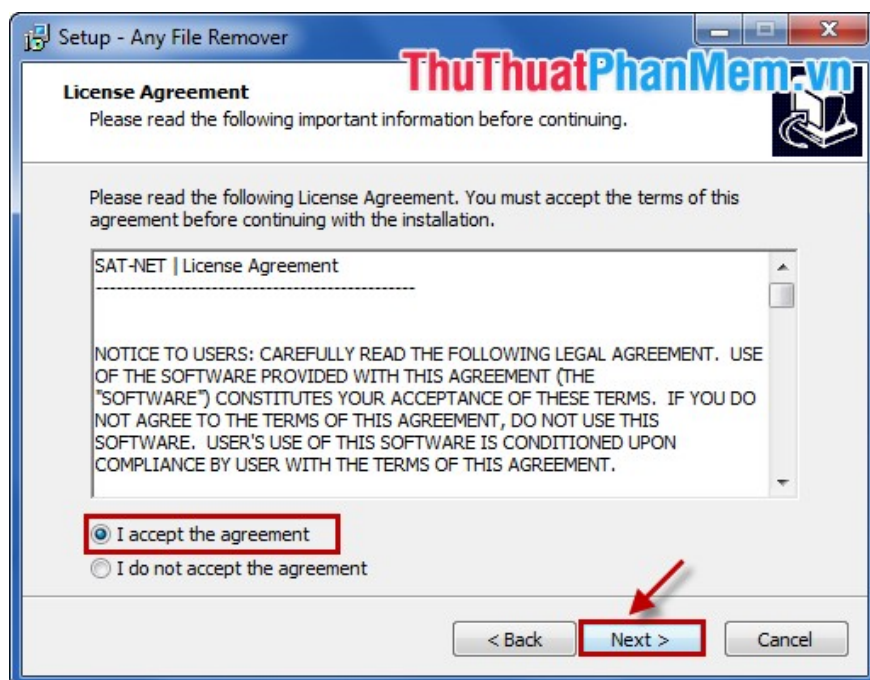 Setup - Any File Remover
ThuThuatPhanMem.vn
License Agreement
Please read the following important information before continuing.
Please read the following License Agreement. You must accept the terms of this
agreement before continuing with the installation.
SAT-NET | License Agreement
-----------------------------------------------
NOTICE TO USERS: CAREFULLY READ THE FOLLOWING LEGAL AGREEMENT.  USE
OF THE SOFTWARE PROVIDED WITH THIS AGREEMENT (THE
"SOFTWARE") CONSTITUTES YOUR ACCEPTANCE OF THESE TERMS.  IF YOU DO
NOT AGREE TO THE TERMS OF THIS AGREEMENT, DO NOT USE THIS
SOFTWARE.  USER'S USE OF THIS SOFTWARE IS CONDITIONED UPON
COMPLIANCE BY USER WITH THE TERMS OF THIS AGREEMENT.
I accept the agreement
I do not accept the agreement
< Back Next > Cancel